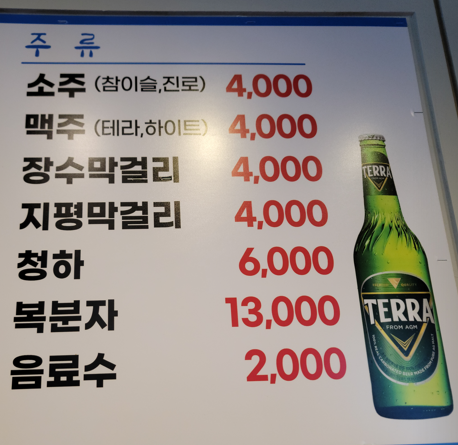 주 류
소주 (참이슬,진로) 4,000
맥주 (테라,하이트) 4,000
장수막걸리 4,000
지평막걸리 4,000
청하 6,000
복분자 13,000
음료수 2,000
TERRA
TERRA
FROM AGM